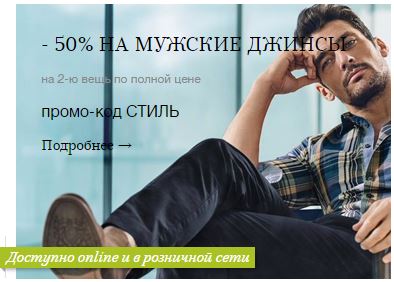 - 50% НА МУЖСКИЕ ДЖИНСЫ
на 2-ю вещь по полной цене
промо-код СТИЛЬ
Подробнее →
Доступно online и в розничной сети